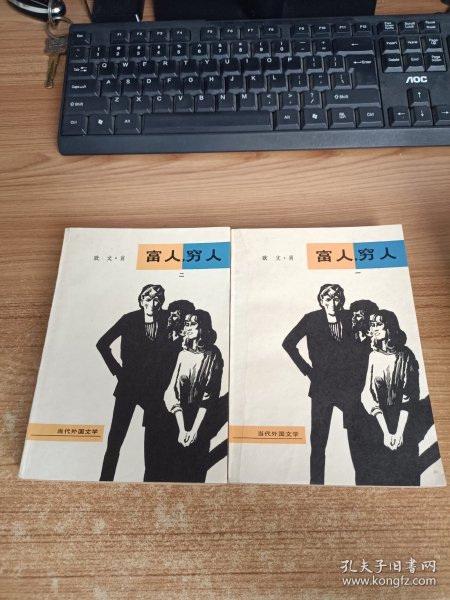 AOC
欧文·肖
富人，穷人
二
当代外国文学
欧文·肖
富人，穷人
一
当代外国文学
孔夫子旧书网
www.kongfz.com